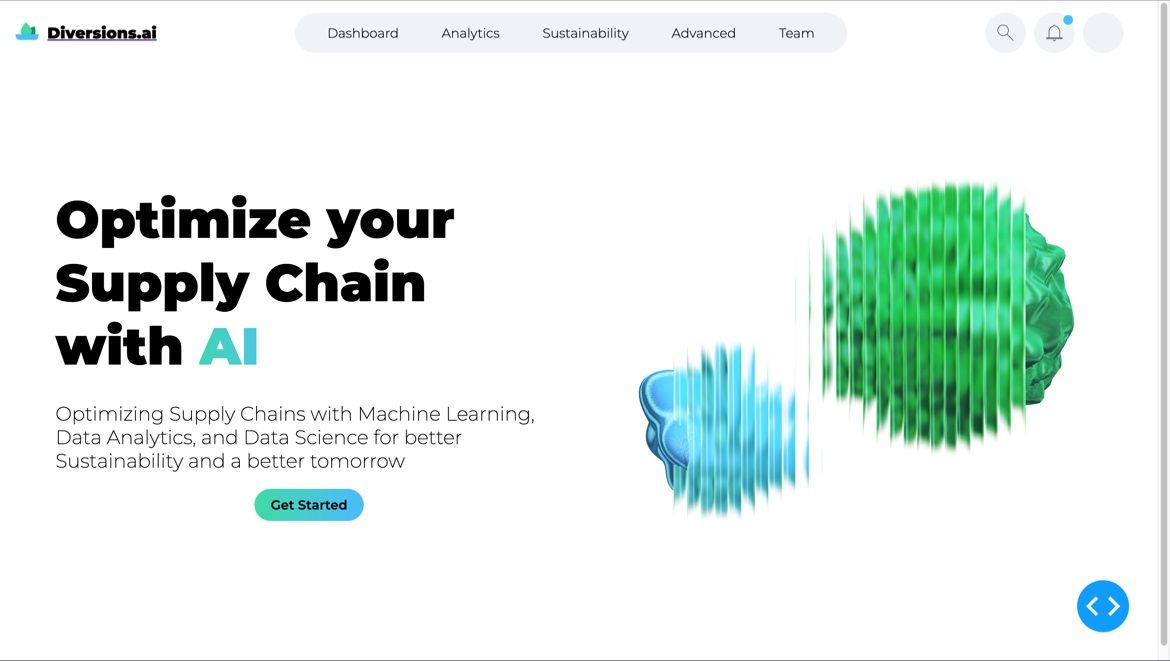 Diversions.ai
Dashboard Analytics Sustainability Advanced Team
Optimize your
Supply Chain
with AI
Optimizing Supply Chains with Machine Learning,
Data Analytics, and Data Science for better
Sustainability and a better tomorrow
Get Started